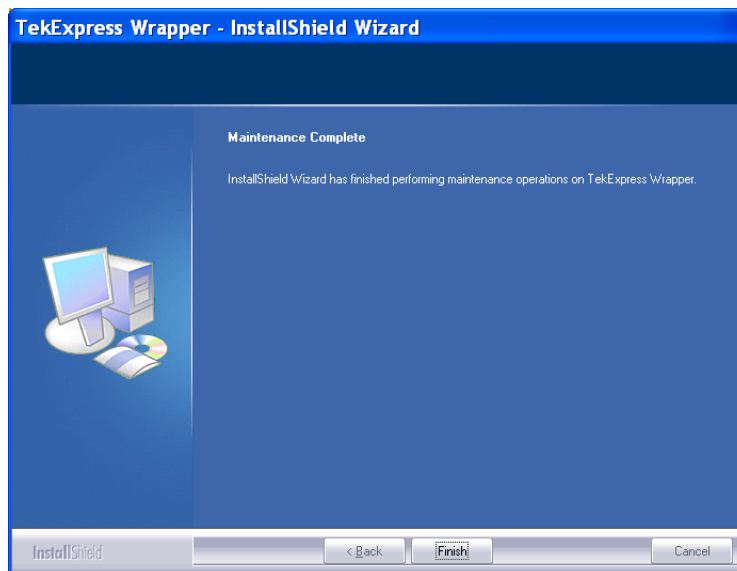 TekExpress Wrapper - InstallShield Wizard
Maintenance Complete
InstallShield Wizard has finished performing maintenance operations on TekExpress Wrapper.
InstallShield
< Back
Finish
Cancel